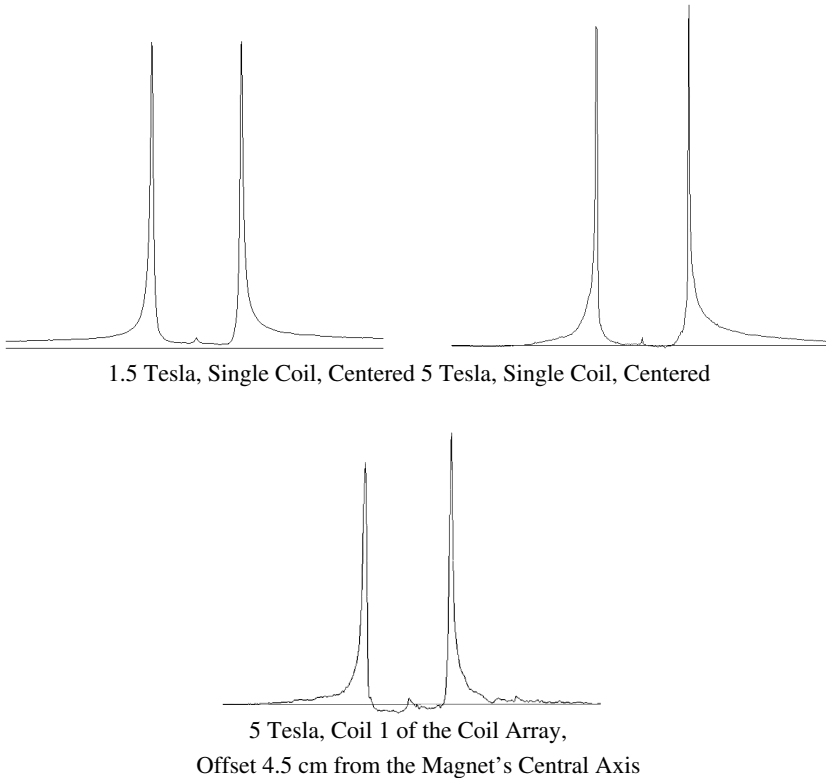 1.5 Tesla, Single Coil, Centered 5 Tesla, Single Coil, Centered
5 Tesla, Coil 1 of the Coil Array,
Offset 4.5 cm from the Magnet's Central Axis